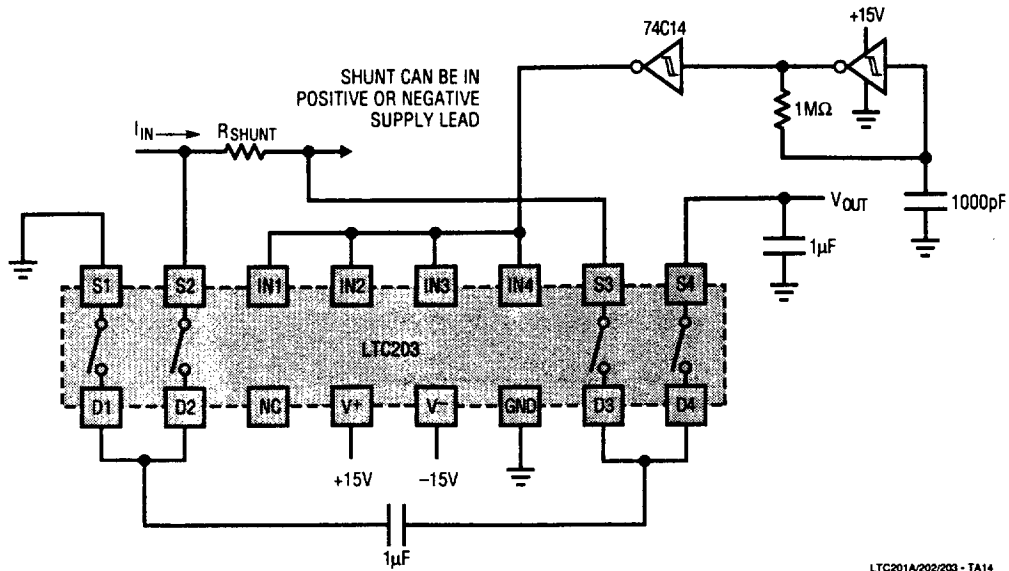 74C14
+15V
SHUNT CAN BE IN
POSITIVE OR NEGATIVE
SUPPLY LEAD
1MΩ
IIN
RSHUNT
VOUT
1000pF
1µF
S1 S2 IN1 IN2 IN3 IN4 S3 S4
LTC203
D1 D2 NC V+ V− GND D3 D4
+15V −15V
1µF
LTC201A/202/203 - TA14